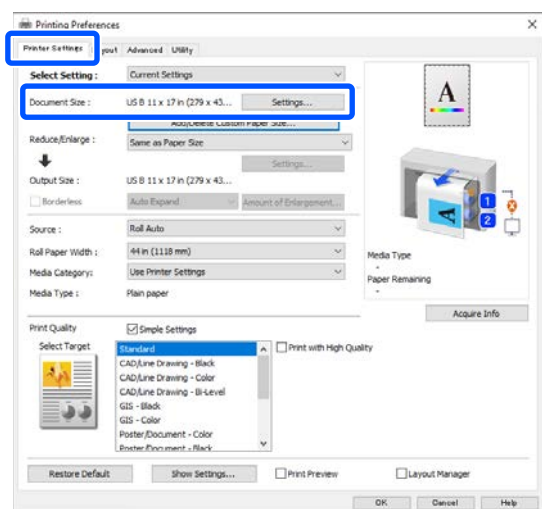 Printing Preferences
Printer Settings
yout
Advanced
Utility
Select Setting :
Current Settings
Document Size :
US B 11 x 17 in (279 x 43...
Settings...
Add/Delete Custom Paper Size...
Reduce/Enlarge :
Same as Paper Size
Settings...
Output Size :
US B 11 x 17 in (279 x 43...
Borderless
Auto Expand
Amount of Enlargement...
Source :
Roll Auto
Roll Paper Width :
44 in (1118 mm)
Media Category:
Use Printer Settings
Media Type :
Plain paper
A
A
1
2
Media Type
-
Paper Remaining
-
Acquire Info
Print Quality
Simple Settings
Select Target
Standard
CAD/Line Drawing - Black
CAD/Line Drawing - Color
CAD/Line Drawing - Bi-Level
GIS - Black
GIS - Color
Poster/Document - Color
Poster/Document - Black
Print with High Quality
Restore Default
Show Settings...
Print Preview
Layout Manager
OK
Cancel
Help